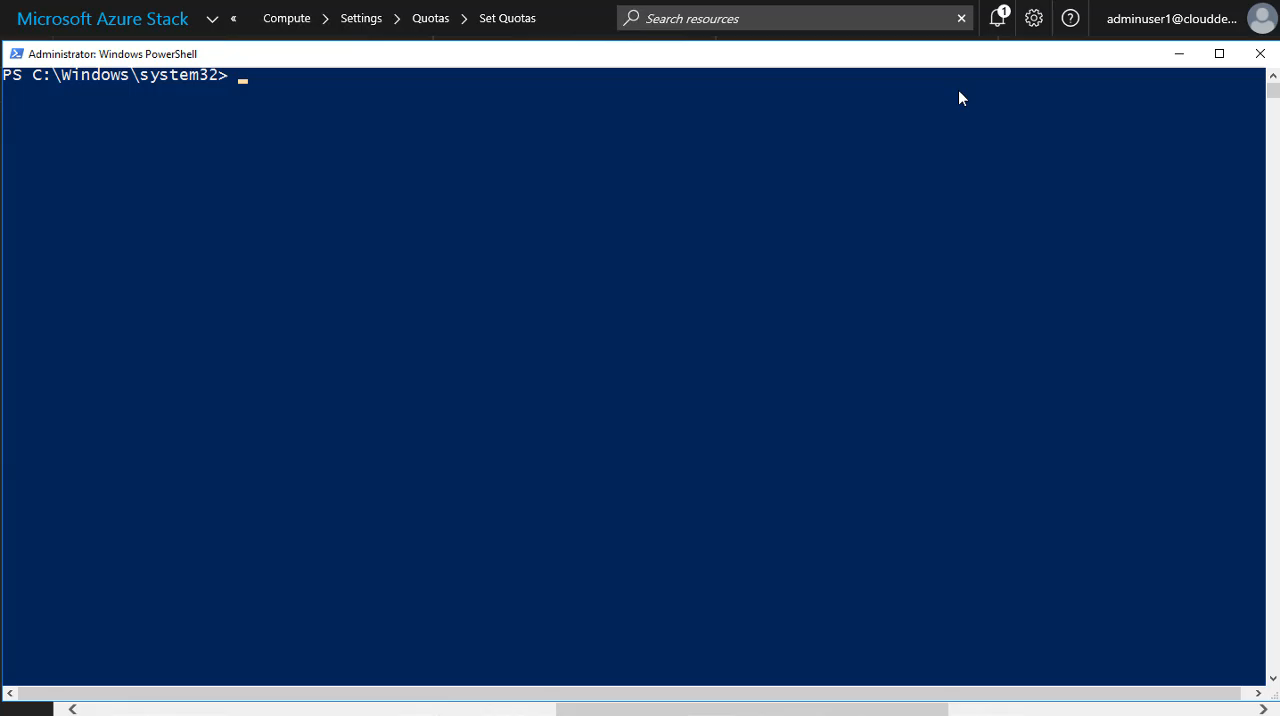 Microsoft Azure Stack « Compute > Settings > Quotas > Set Quotas Search resources 1 adminuser1@cloudde...
Administrator: Windows PowerShell
PS C:\Windows\system32>